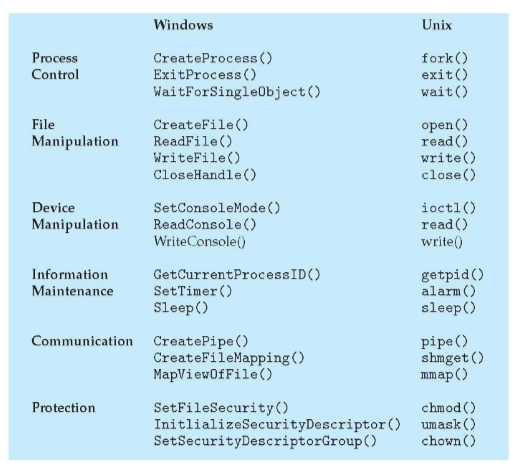 Windows Unix
Process CreateProcess() fork()
Control ExitProcess() exit()
WaitForSingleObject() wait()
File CreateFile() open()
Manipulation ReadFile() read()
WriteFile() write()
CloseHandle() close()
Device SetConsoleMode() ioctl()
Manipulation ReadConsole() read()
WriteConsole() write()
Information GetCurrentProcessID() getpid()
Maintenance SetTimer() alarm()
Sleep() sleep()
Communication CreatePipe() pipe()
CreateFileMapping() shmget()
MapViewOfFile() mmap()
Protection SetFileSecurity() chmod()
InitlializeSecurityDescriptor() umask()
SetSecurityDescriptorGroup() chown()